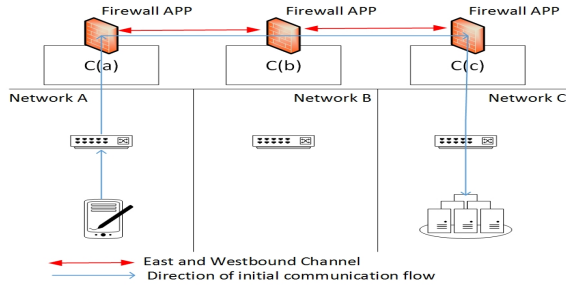 Firewall APP Firewall APP Firewall APP
C(a) C(b) C(c)
Network A Network B Network C
East and Westbound Channel
Direction of initial communication flow